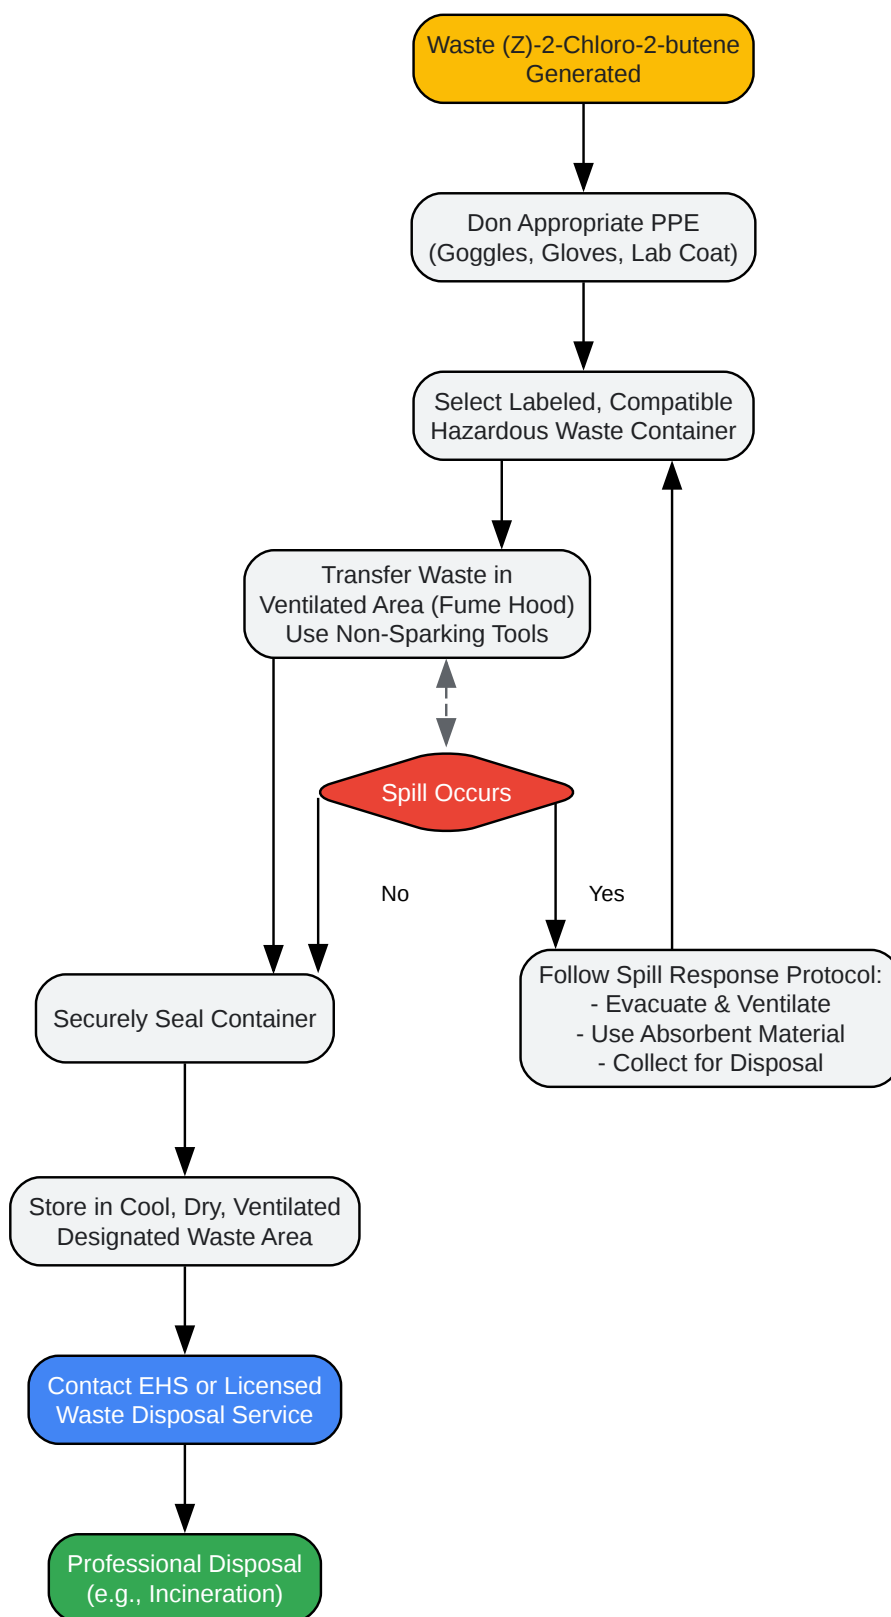 Waste (Z)-2-Chloro-2-butene
Generated
Don Appropriate PPE
(Goggles, Gloves, Lab Coat)
Select Labeled, Compatible
Hazardous Waste Container
Transfer Waste in
Ventilated Area (Fume Hood)
Use Non-Sparking Tools
Spill Occurs
No
Yes
Follow Spill Response Protocol:
- Evacuate & Ventilate
- Use Absorbent Material
- Collect for Disposal
Securely Seal Container
Store in Cool, Dry, Ventilated
Designated Waste Area
Contact EHS or Licensed
Waste Disposal Service
Professional Disposal
(e.g., Incineration)